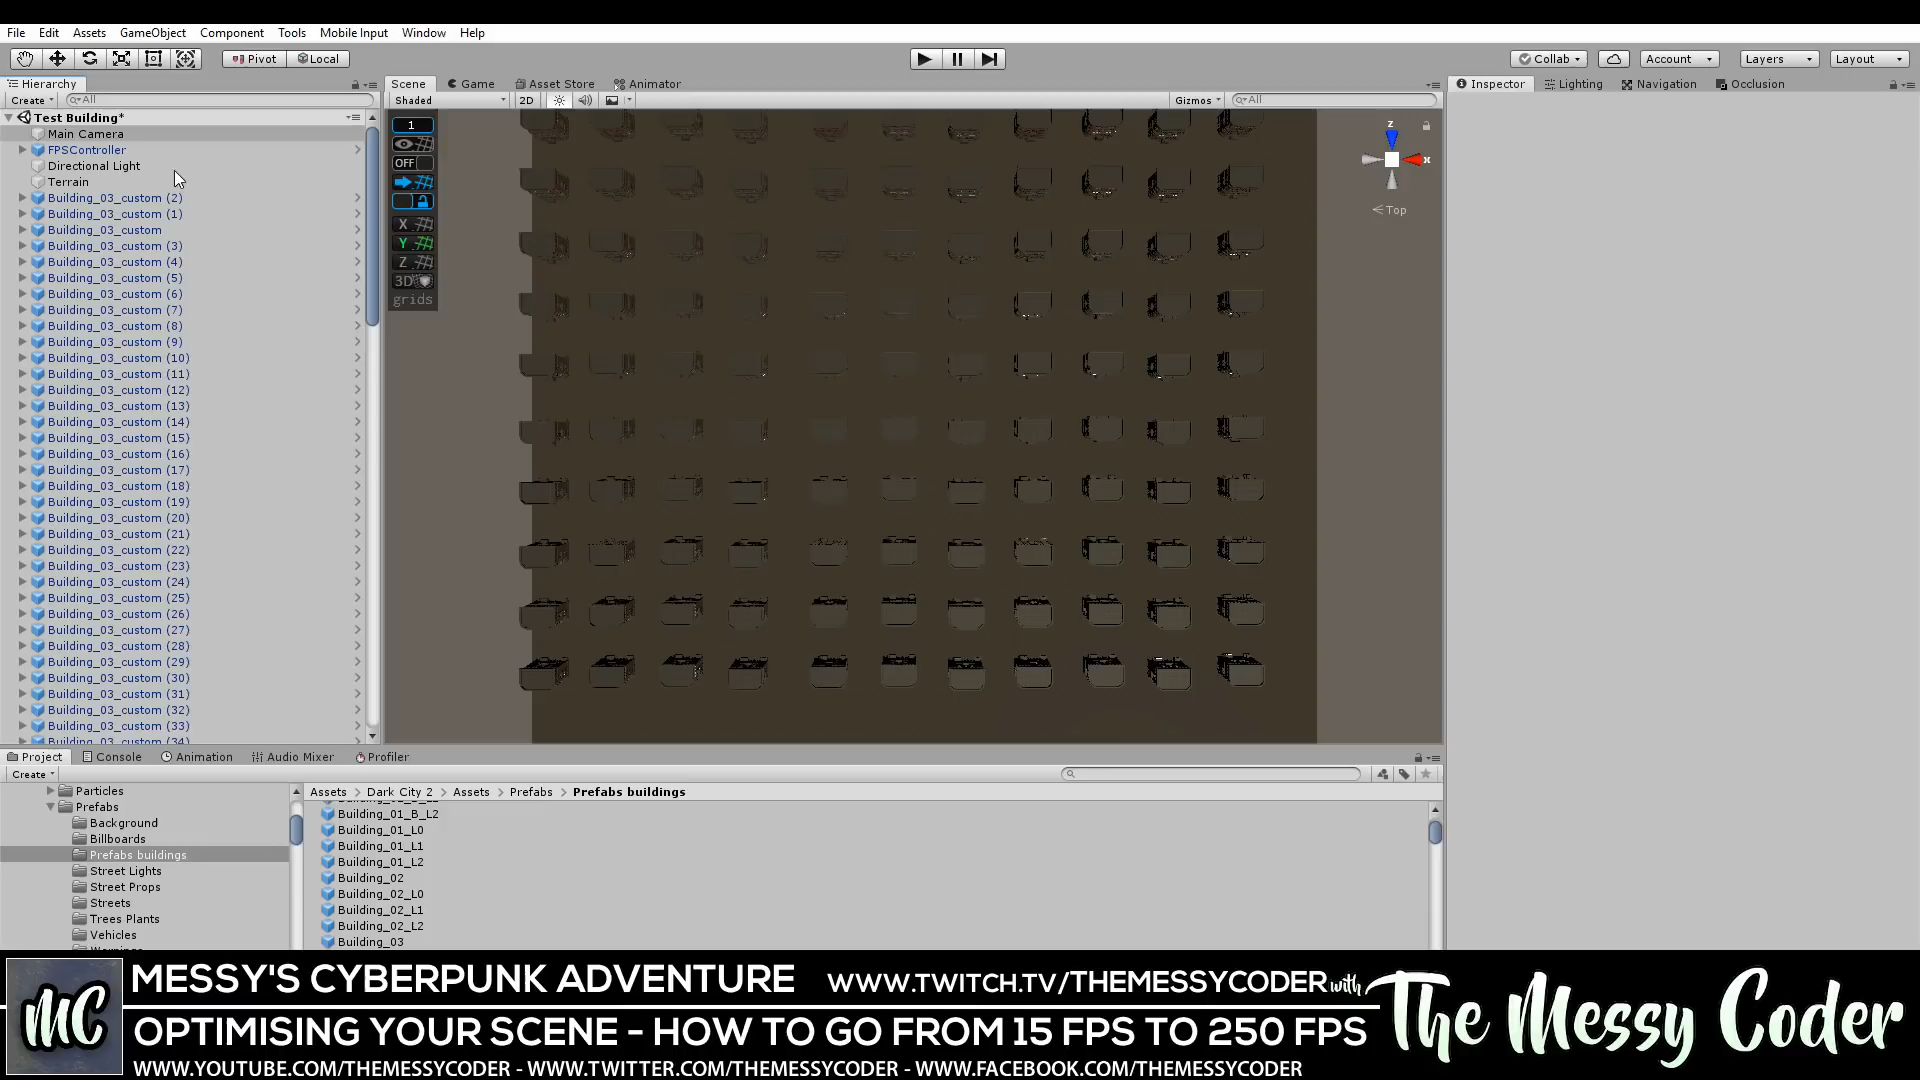 File Edit Assets GameObject Component Tools Mobile Input Window Help
Pivot Local Collab Account Layers Layout
Hierarchy
Create All
Test Building*
Main Camera
FPSController
Directional Light
Terrain
Building_03_custom (2)
Building_03_custom (1)
Building_03_custom
Building_03_custom (3)
Building_03_custom (4)
Building_03_custom (5)
Building_03_custom (6)
Building_03_custom (7)
Building_03_custom (8)
Building_03_custom (9)
Building_03_custom (10)
Building_03_custom (11)
Building_03_custom (12)
Building_03_custom (13)
Building_03_custom (14)
Building_03_custom (15)
Building_03_custom (16)
Building_03_custom (17)
Building_03_custom (18)
Building_03_custom (19)
Building_03_custom (20)
Building_03_custom (21)
Building_03_custom (22)
Building_03_custom (23)
Building_03_custom (24)
Building_03_custom (25)
Building_03_custom (26)
Building_03_custom (27)
Building_03_custom (28)
Building_03_custom (29)
Building_03_custom (30)
Building_03_custom (31)
Building_03_custom (32)
Building_03_custom (33)
Building_03_custom (34)
Scene Game Asset Store Animator
Shaded 2D Gizmos All
1
OFF
X
Y
Z
3D
grids
z
x
Top
Inspector Lighting Navigation Occlusion
Project Console Animation Audio Mixer Profiler
Create
Particles
Prefabs
Background
Billboards
Prefabs buildings
Street Lights
Street Props
Streets
Trees Plants
Vehicles
Assets > Dark City 2 > Assets > Prefabs > Prefabs buildings
Building_01_B_L2
Building_01_L0
Building_01_L1
Building_01_L2
Building_02
Building_02_L0
Building_02_L1
Building_02_L2
Building_03
MC
MESSY'S CYBERPUNK ADVENTURE WWW.TWITCH.TV/THEMESSYCODER with The Messy Coder
OPTIMISING YOUR SCENE - HOW TO GO FROM 15 FPS TO 250 FPS
WWW.YOUTUBE.COM/THEMESSYCODER - WWW.TWITTER.COM/THEMESSYCODER - WWW.FACEBOOK.COM/THEMESSYCODER